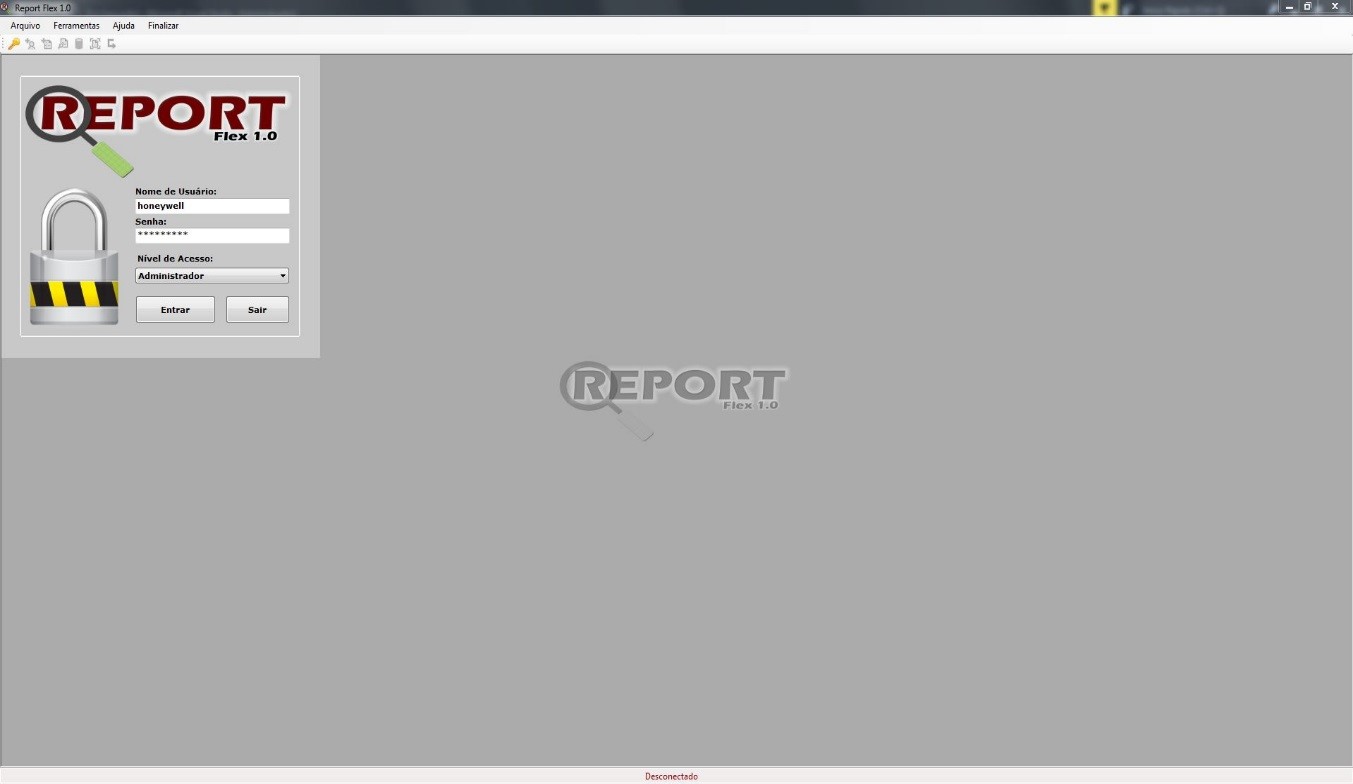 Report Flex 1.0
Arquivo Ferramentas Ajuda Finalizar
REPORT
Flex 1.0
Nome de Usuário:
honeywell
Senha:
*********
Nível de Acesso:
Administrador
Entrar Sair
REPORT
Flex 1.0
Desconectado